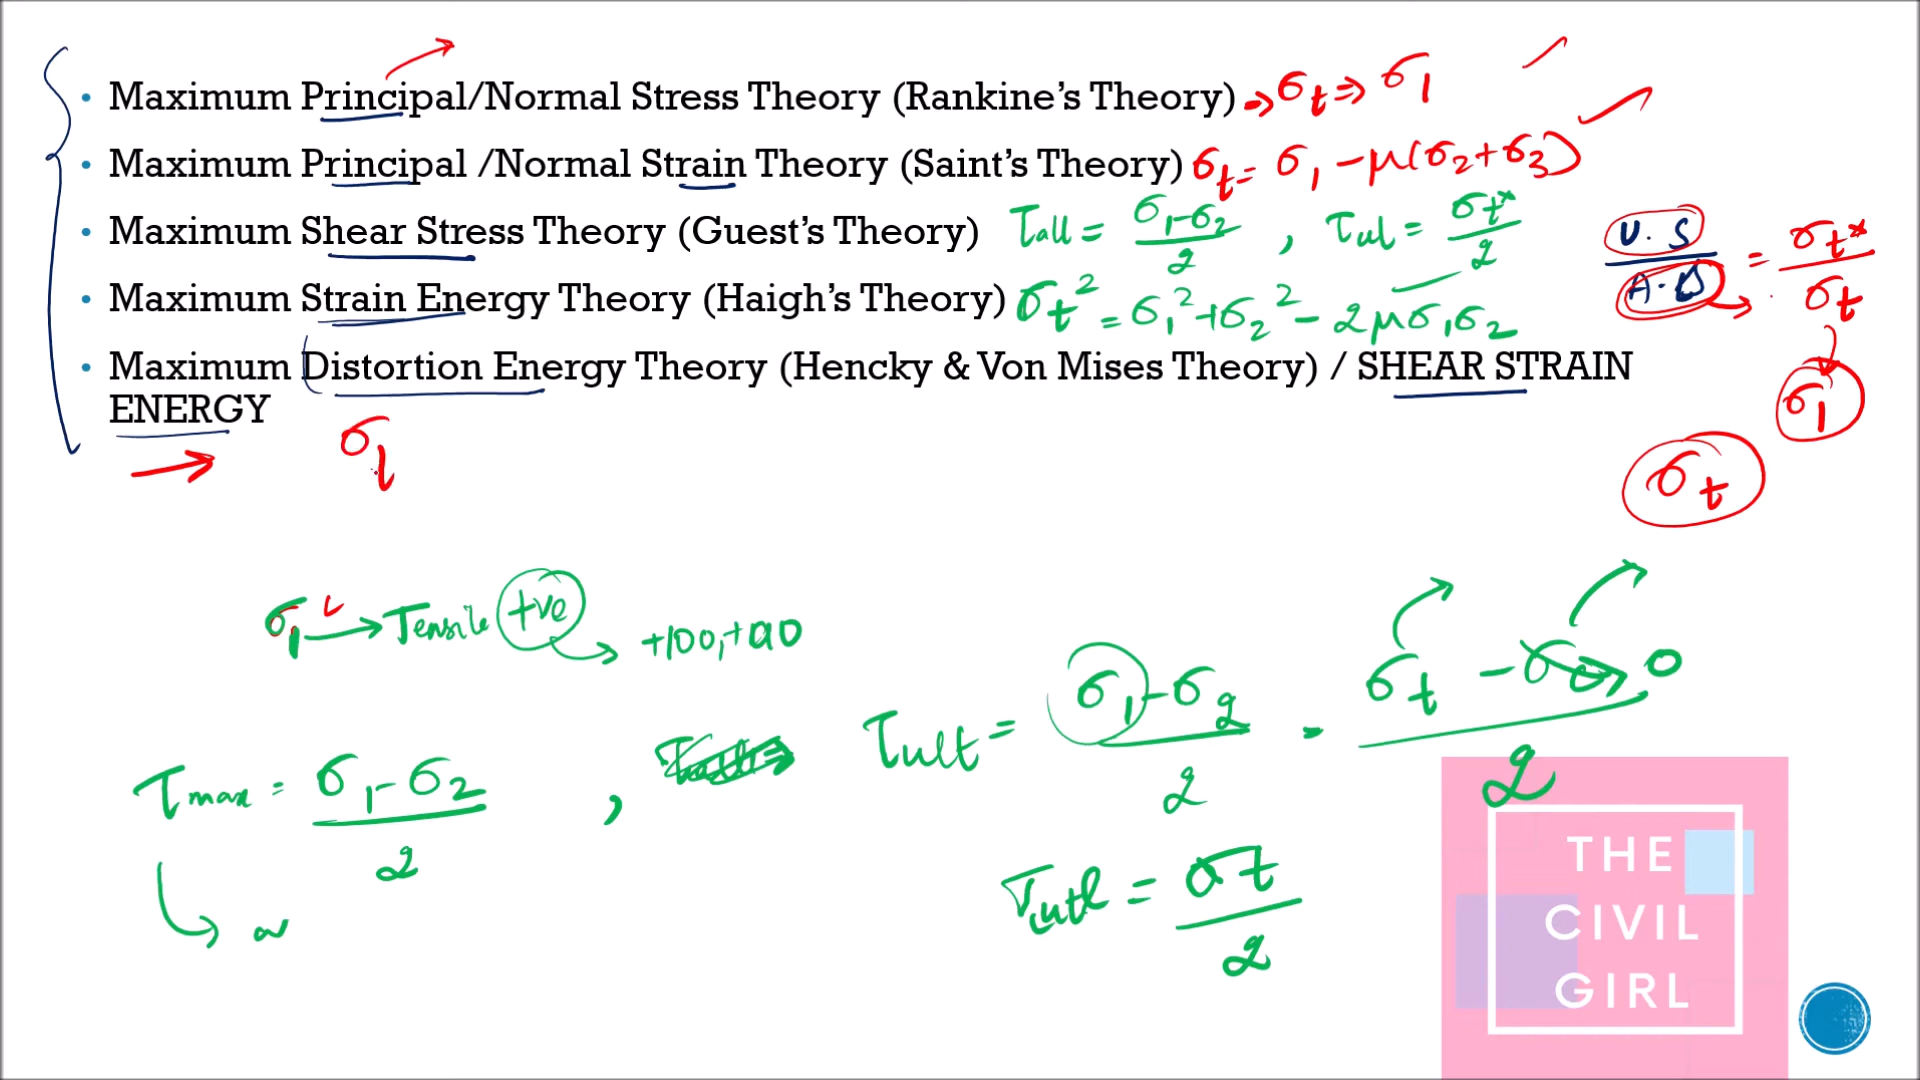 • Maximum Principal/Normal Stress Theory (Rankine's Theory) → σt ⇒ σ1
• Maximum Principal /Normal Strain Theory (Saint's Theory) σt = σ1 - μ(σ2+σ3)
• Maximum Shear Stress Theory (Guest's Theory) τall = σ1-σ2/2 , τul = σt*/2
U.S/A.S = σt*/σt
• Maximum Strain Energy Theory (Haigh's Theory) σt² = σ1²+σ2² - 2μσ1σ2
• Maximum Distortion Energy Theory (Hencky & Von Mises Theory) / SHEAR STRAIN
ENERGY
σ1
σt
σ1 → Tensile +ve → +100, +90
τmax = σ1-σ2/2 , τult = σ1-σ2/2 = σt - 0/2
τult = σt/2
THE
CIVIL
GIRL